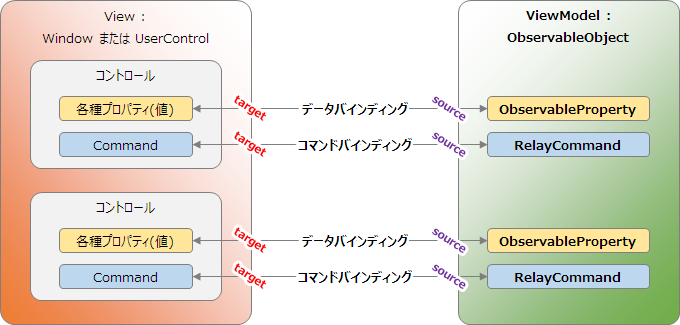 View :
Window または UserControl
コントロール
各種プロパティ(値)
Command
コントロール
各種プロパティ(値)
Command
target
データバインディング
source
target
コマンドバインディング
source
target
データバインディング
source
target
コマンドバインディング
source
ViewModel :
ObservableObject
ObservableProperty
RelayCommand
ObservableProperty
RelayCommand